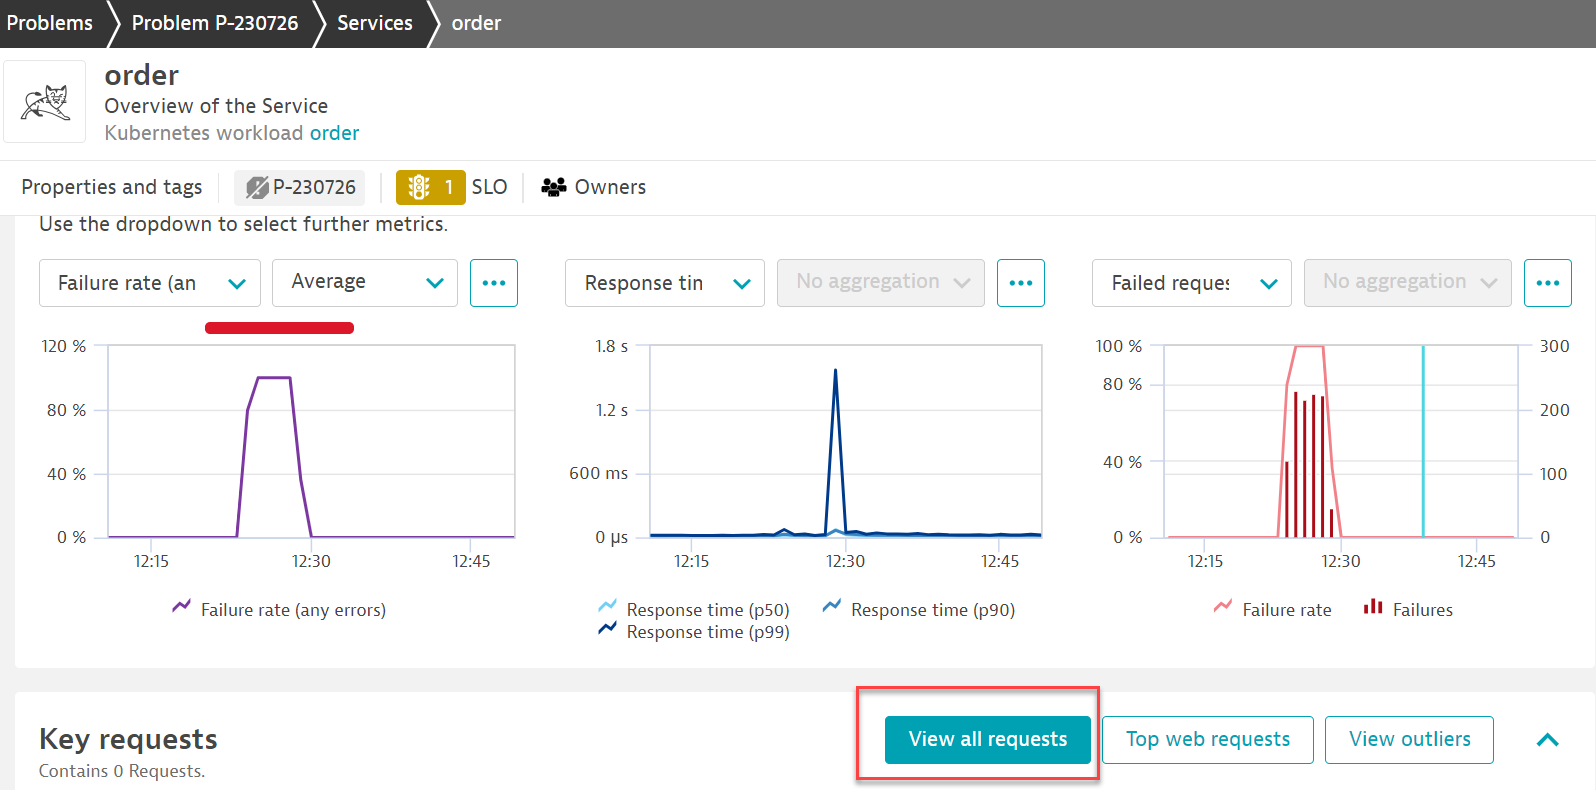 Problems Problem P-230726 Services order
order
Overview of the Service
Kubernetes workload order
Properties and tags P-230726 1 SLO Owners
Use the dropdown to select further metrics.
Failure rate (an Average ... Response tin No aggregation ... Failed reques No aggregation ...
120 % 1.8 s 100 % 300
80 % 1.2 s 80 % 200
40 % 600 ms 40 % 100
0 % 0 µs 0 % 0
12:15 12:30 12:45 12:15 12:30 12:45 12:15 12:30 12:45
Failure rate (any errors) Response time (p50) Response time (p90) Failure rate Failures
Response time (p99)
Key requests View all requests Top web requests View outliers
Contains 0 Requests.